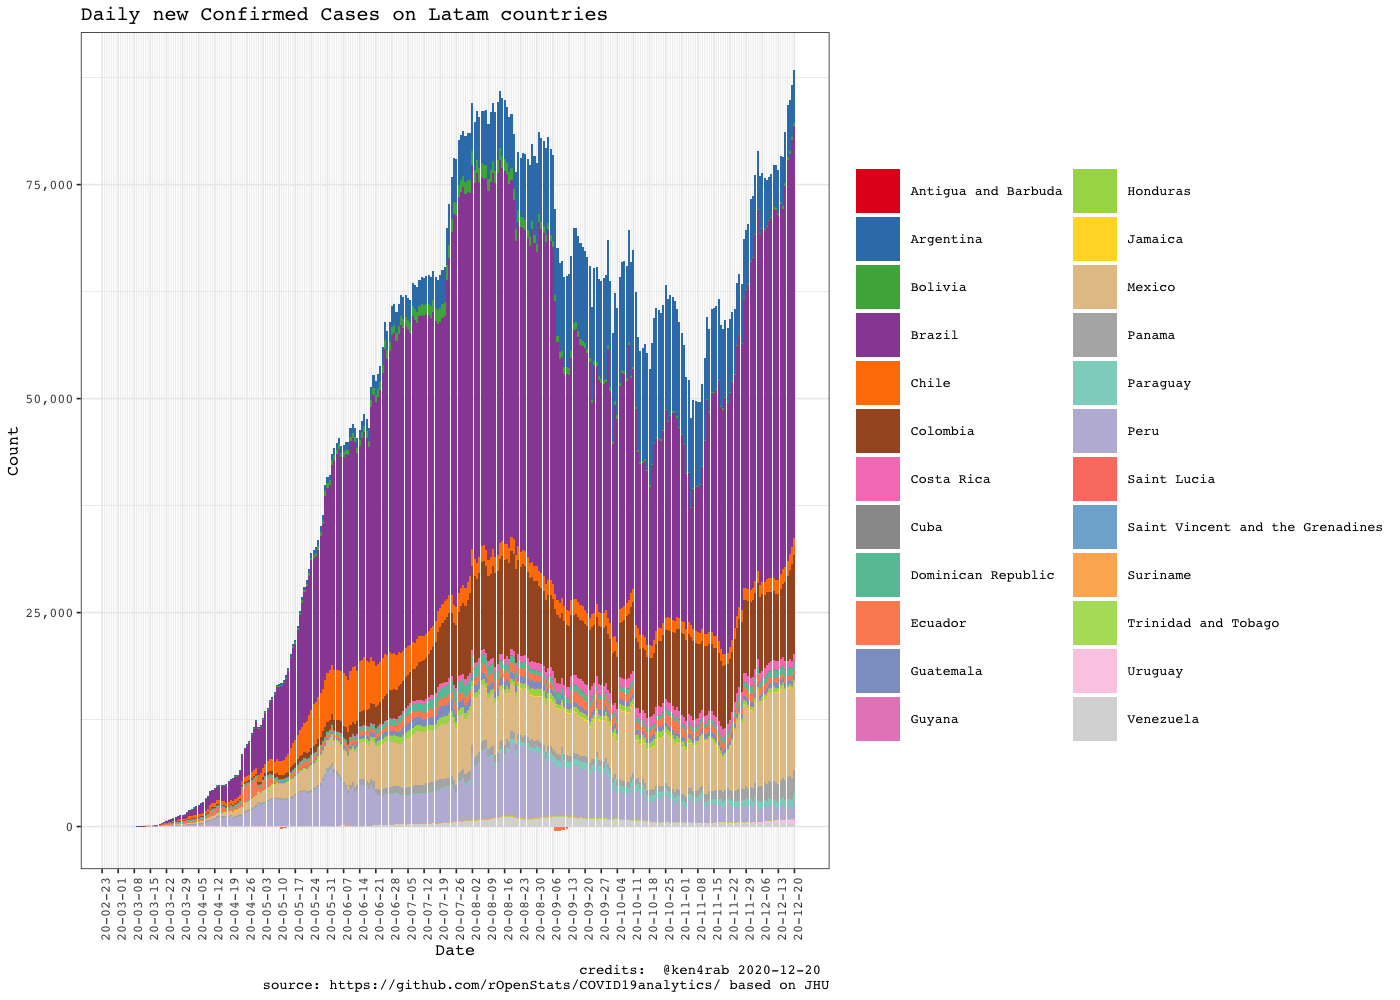 Daily new Confirmed Cases on Latam countries
Count
75,000
50,000
25,000
0
20-02-23
20-03-01
20-03-08
20-03-15
20-03-22
20-03-29
20-04-05
20-04-12
20-04-19
20-04-26
20-05-03
20-05-10
20-05-17
20-05-24
20-05-31
20-06-07
20-06-14
20-06-21
20-06-28
20-07-05
20-07-12
20-07-19
20-07-26
20-08-02
20-08-09
20-08-16
20-08-23
20-08-30
20-09-06
20-09-13
20-09-20
20-09-27
20-10-04
20-10-11
20-10-18
20-10-25
20-11-01
20-11-08
20-11-15
20-11-22
20-11-29
20-12-06
20-12-13
20-12-20
Date
Antigua and Barbuda
Argentina
Bolivia
Brazil
Chile
Colombia
Costa Rica
Cuba
Dominican Republic
Ecuador
Guatemala
Guyana
Honduras
Jamaica
Mexico
Panama
Paraguay
Peru
Saint Lucia
Saint Vincent and the Grenadines
Suriname
Trinidad and Tobago
Uruguay
Venezuela
credits:  @ken4rab 2020-12-20
source: https://github.com/rOpenStats/COVID19analytics/ based on JHU